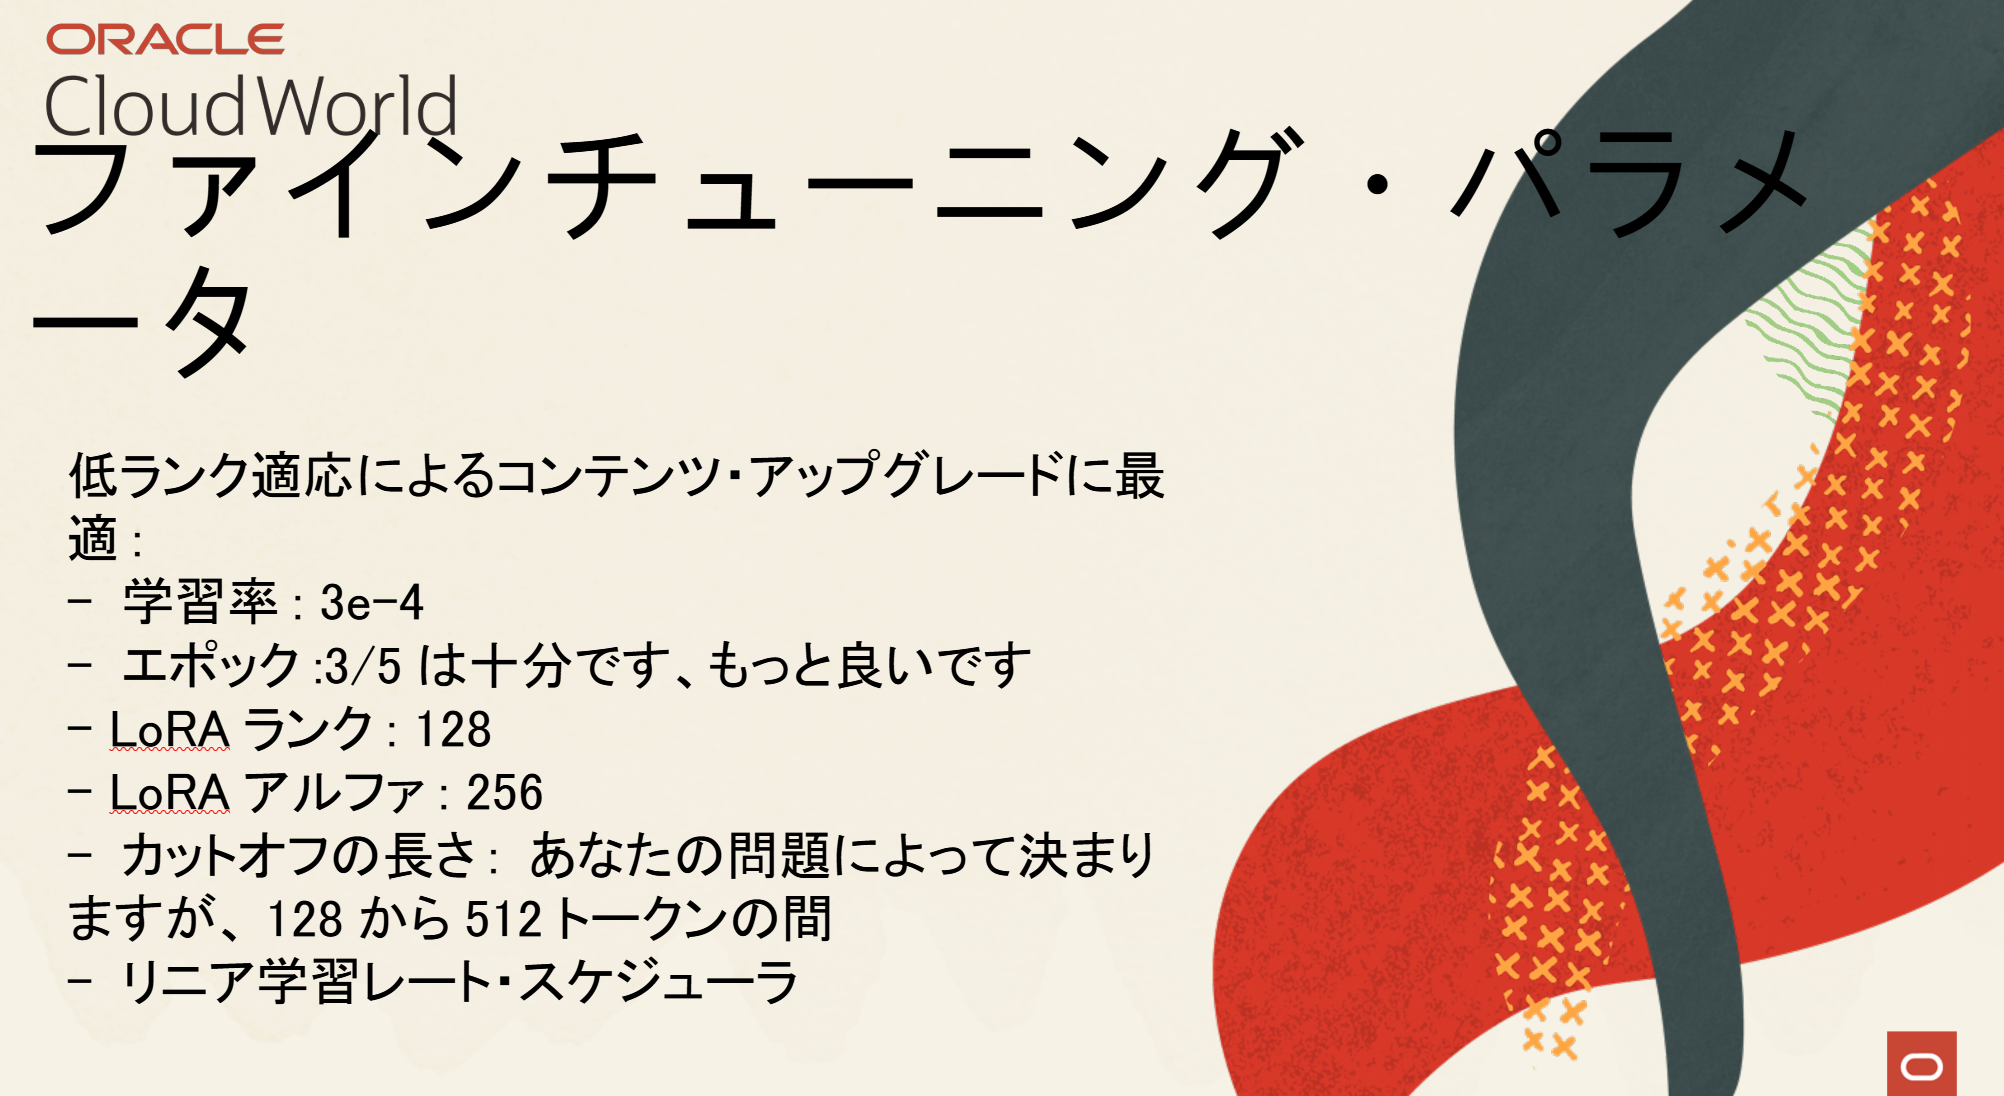 ORACLE
CloudWorld
ファインチューニング・パラメ
ータ
低ランク適応によるコンテンツ・アップグレードに最
適 :
- 学習率 : 3e-4
- エポック :3/5 は十分です、もっと良いです
- LoRA ランク : 128
- LoRA アルファ : 256
- カットオフの長さ : あなたの問題によって決まり
ますが、 128 から 512 トークンの間
- リニア学習レート・スケジューラ